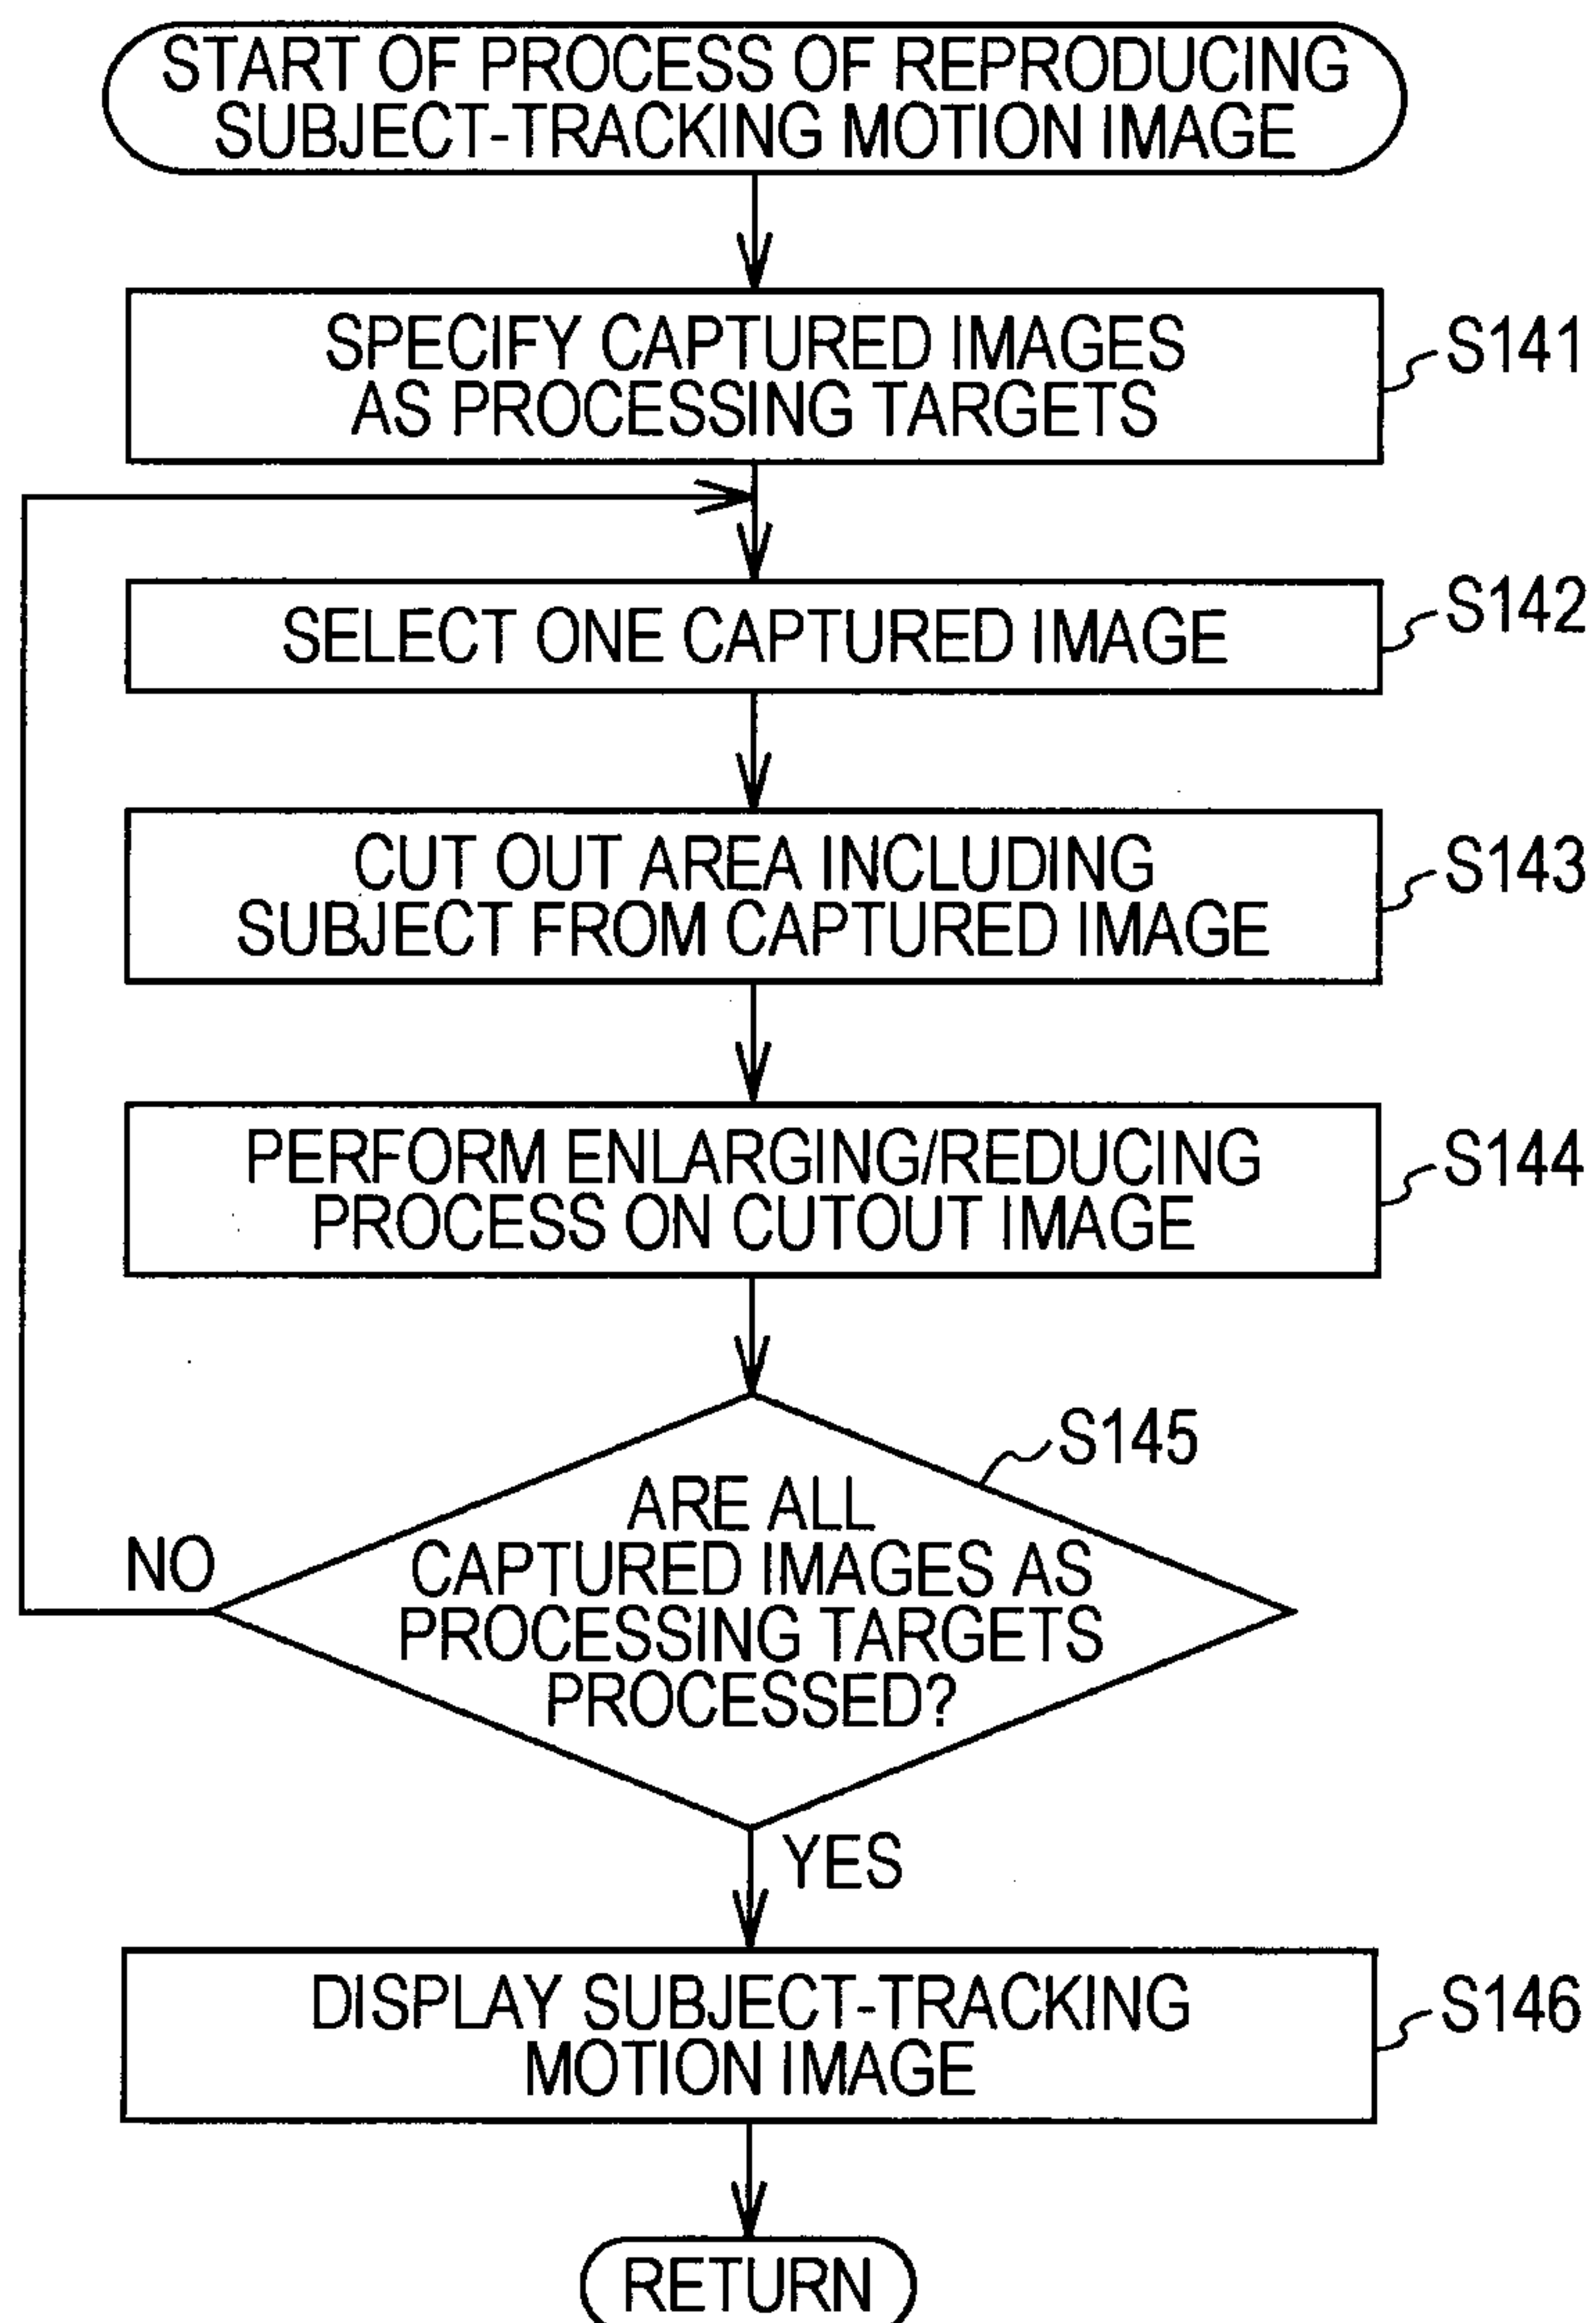 START OF PROCESS OF REPRODUCING
SUBJECT-TRACKING MOTION IMAGE
SPECIFY CAPTURED IMAGES
AS PROCESSING TARGETS
S141
SELECT ONE CAPTURED IMAGE
S142
CUT OUT AREA INCLUDING
SUBJECT FROM CAPTURED IMAGE
S143
PERFORM ENLARGING/REDUCING
PROCESS ON CUTOUT IMAGE
S144
S145
ARE ALL
CAPTURED IMAGES AS
PROCESSING TARGETS
PROCESSED?
NO
YES
DISPLAY SUBJECT-TRACKING
MOTION IMAGE
S146
RETURN